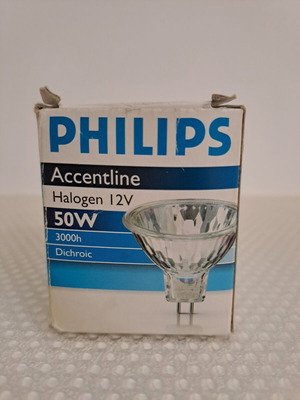 PHILIPS
Accentline
Halogen 12V
50W
3000h
Dichroic